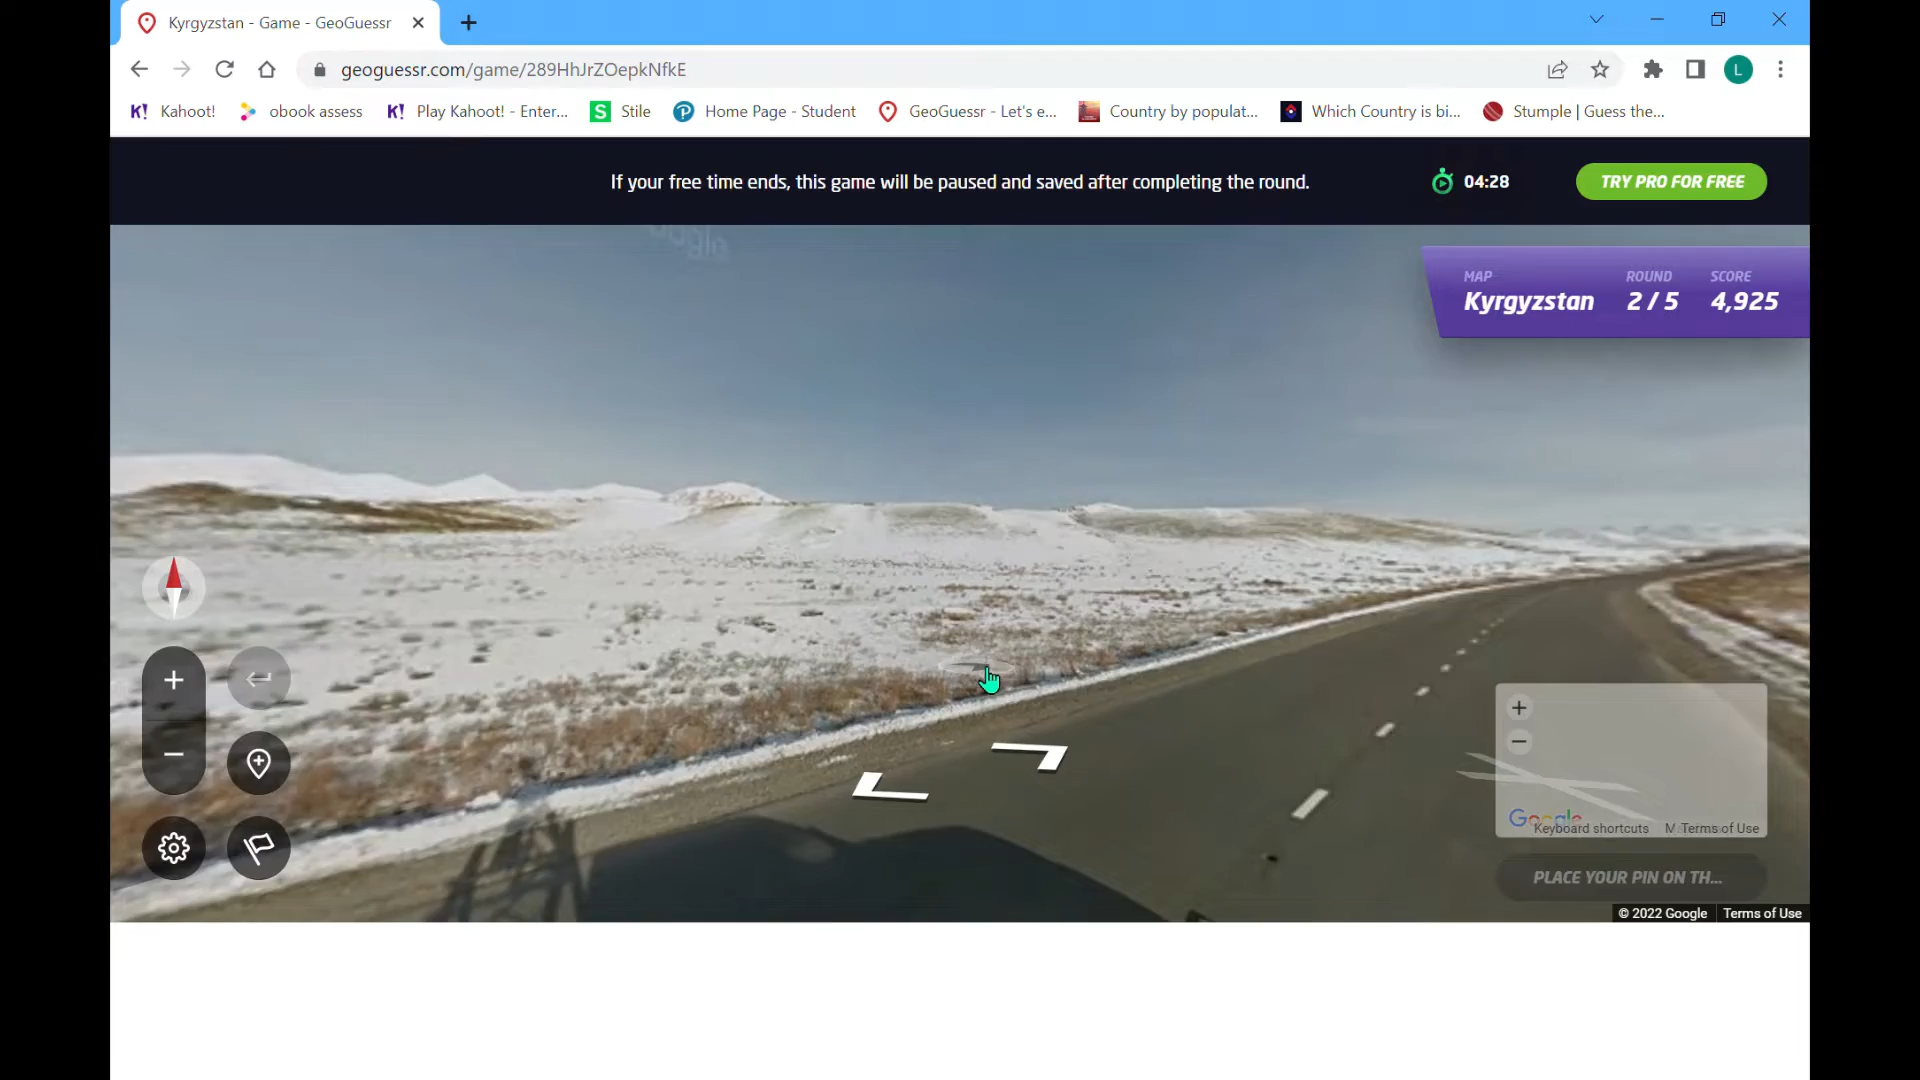 Kyrgyzstan - Game - GeoGuessr
geoguessr.com/game/289HhJrZOepkNfkE
L
K! Kahoot!
obook assess
K! Play Kahoot! - Enter...
S Stile
Home Page - Student
GeoGuessr - Let's e...
Country by populat...
Which Country is bi...
Stumple | Guess the...
If your free time ends, this game will be paused and saved after completing the round.
04:28
TRY PRO FOR FREE
MAP ROUND SCORE
Kyrgyzstan 2 / 5 4,925
Google
Keyboard shortcuts
Terms of Use
PLACE YOUR PIN ON TH...
© 2022 Google
Terms of Use